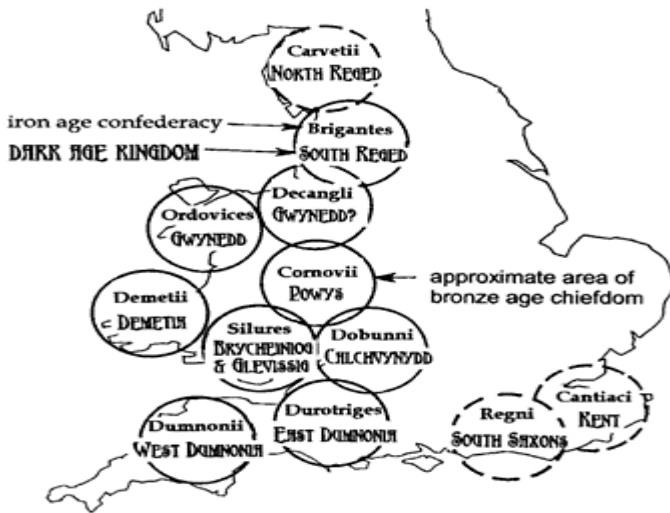 Carvetii
NORTH REGED
iron age confederacy
Brigantes
DARK AGE KINGDOM
SOUTH REGED
Decangli
GWYNEDD?
Ordovices
GWYNEDD
Cornovii
POWYS
approximate area of
bronze age chiefdom
Demetii
DEMETIA
Silures
BRYCHEINIOG
& GLEVISSIG
Dobunni
CALCHVYNYDD
Cantiaci
KENT
Regni
SOUTH SAXONS
Durotriges
EAST DUMNONIA
Dumnonii
WEST DUMNONIA